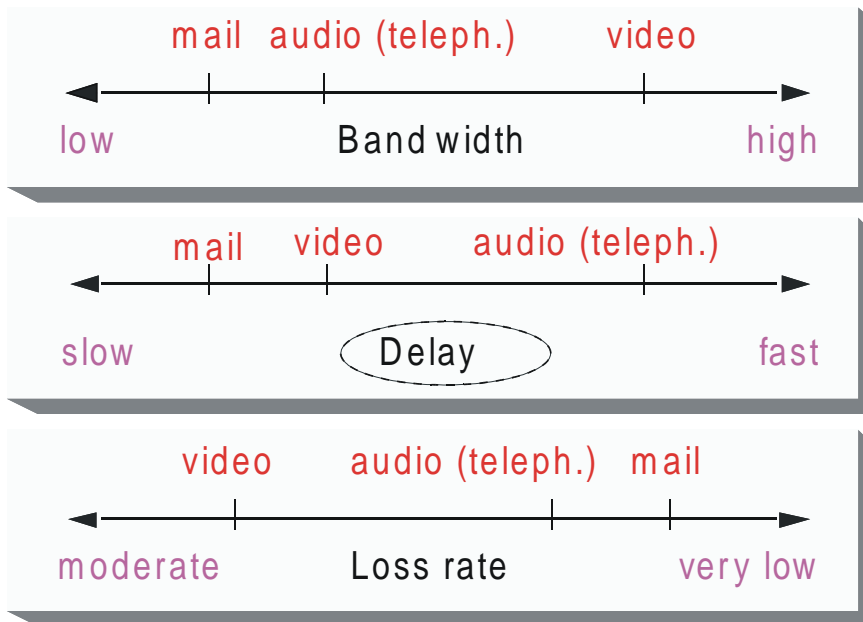 mail audio (teleph.) video
low Band width high
mail video audio (teleph.)
slow Delay fast
video audio (teleph.) mail
moderate Loss rate very low